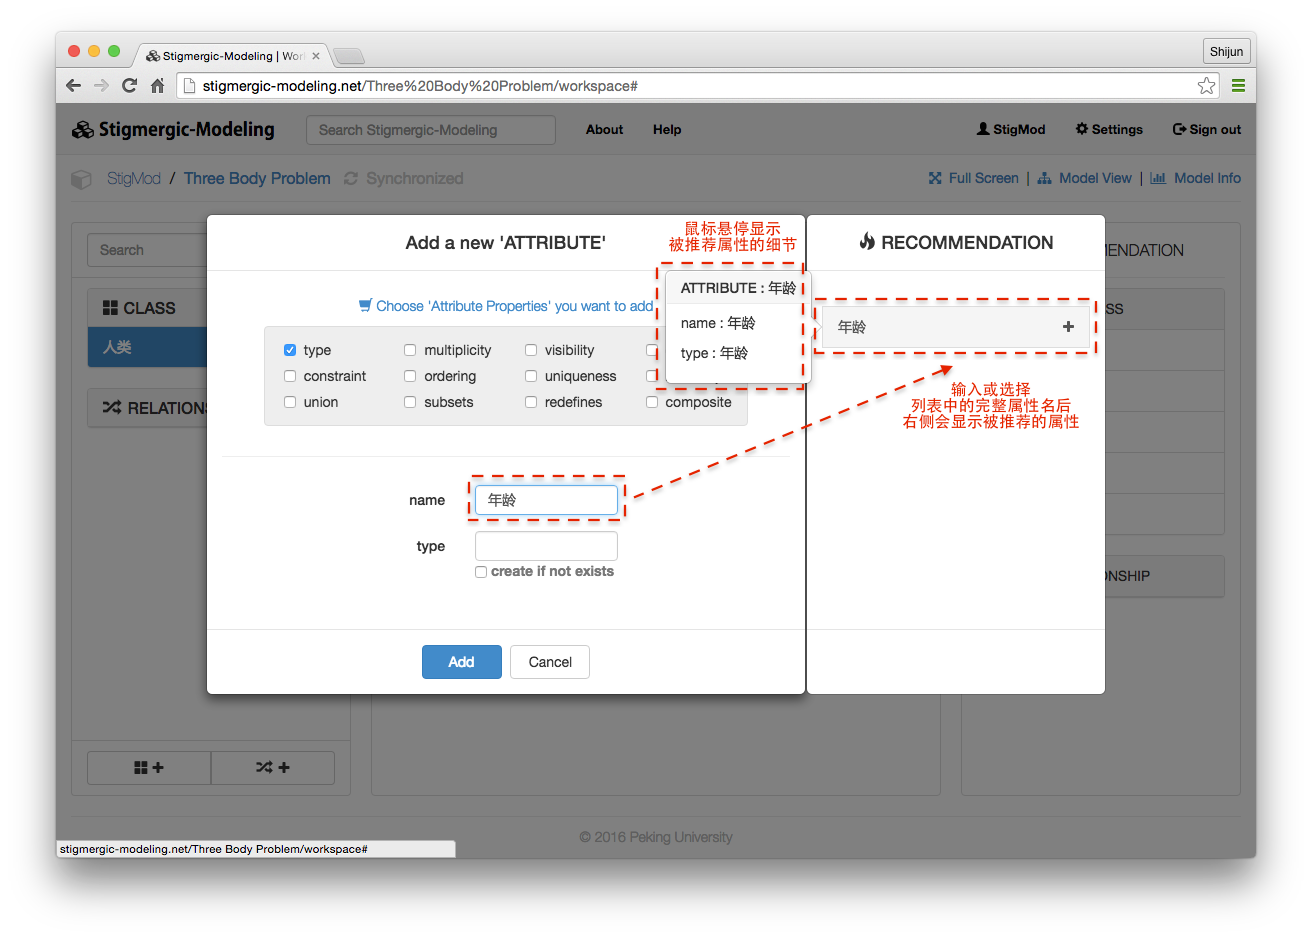 Stigmergic-Modeling | Wor
Shijun
stigmergic-modeling.net/Three%20Body%20Problem/workspace#
Stigmergic-Modeling
Search Stigmergic-Modeling
About
Help
StigMod
Settings
Sign out
StigMod / Three Body Problem
Synchronized
Full Screen |
Model View |
Model Info
Search
CLASS
人类
RELATIONS
Add a new 'ATTRIBUTE'
Choose 'Attribute Properties' you want to add
type
multiplicity
visibility
constraint
ordering
uniqueness
union
subsets
redefines
composite
鼠标悬停显示
被推荐属性的细节
ATTRIBUTE : 年龄
name : 年龄
type : 年龄
RECOMMENDATION
年龄
输入或选择
列表中的完整属性名后
右侧会显示被推荐的属性
name
年龄
type
create if not exists
Add
Cancel
ENDATION
SS
ONSHIP
© 2016 Peking University
stigmergic-modeling.net/Three Body Problem/workspace#